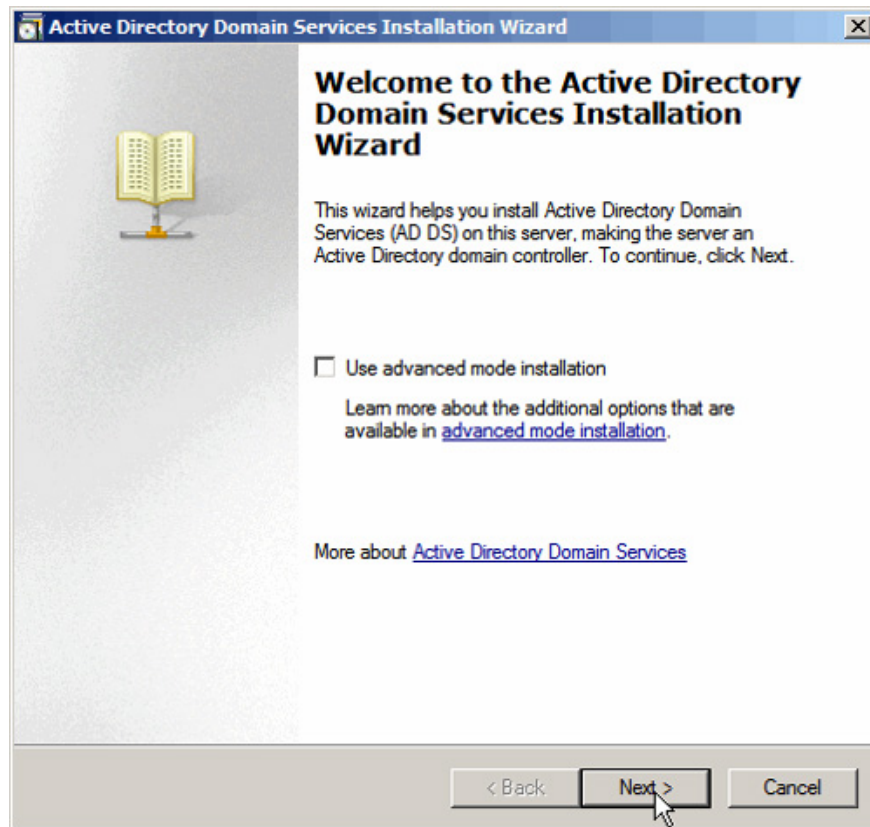 Active Directory Domain Services Installation Wizard
Welcome to the Active Directory
Domain Services Installation
Wizard
This wizard helps you install Active Directory Domain
Services (AD DS) on this server, making the server an
Active Directory domain controller. To continue, click Next.
Use advanced mode installation
Learn more about the additional options that are
available in advanced mode installation.
More about Active Directory Domain Services
< Back
Next >
Cancel